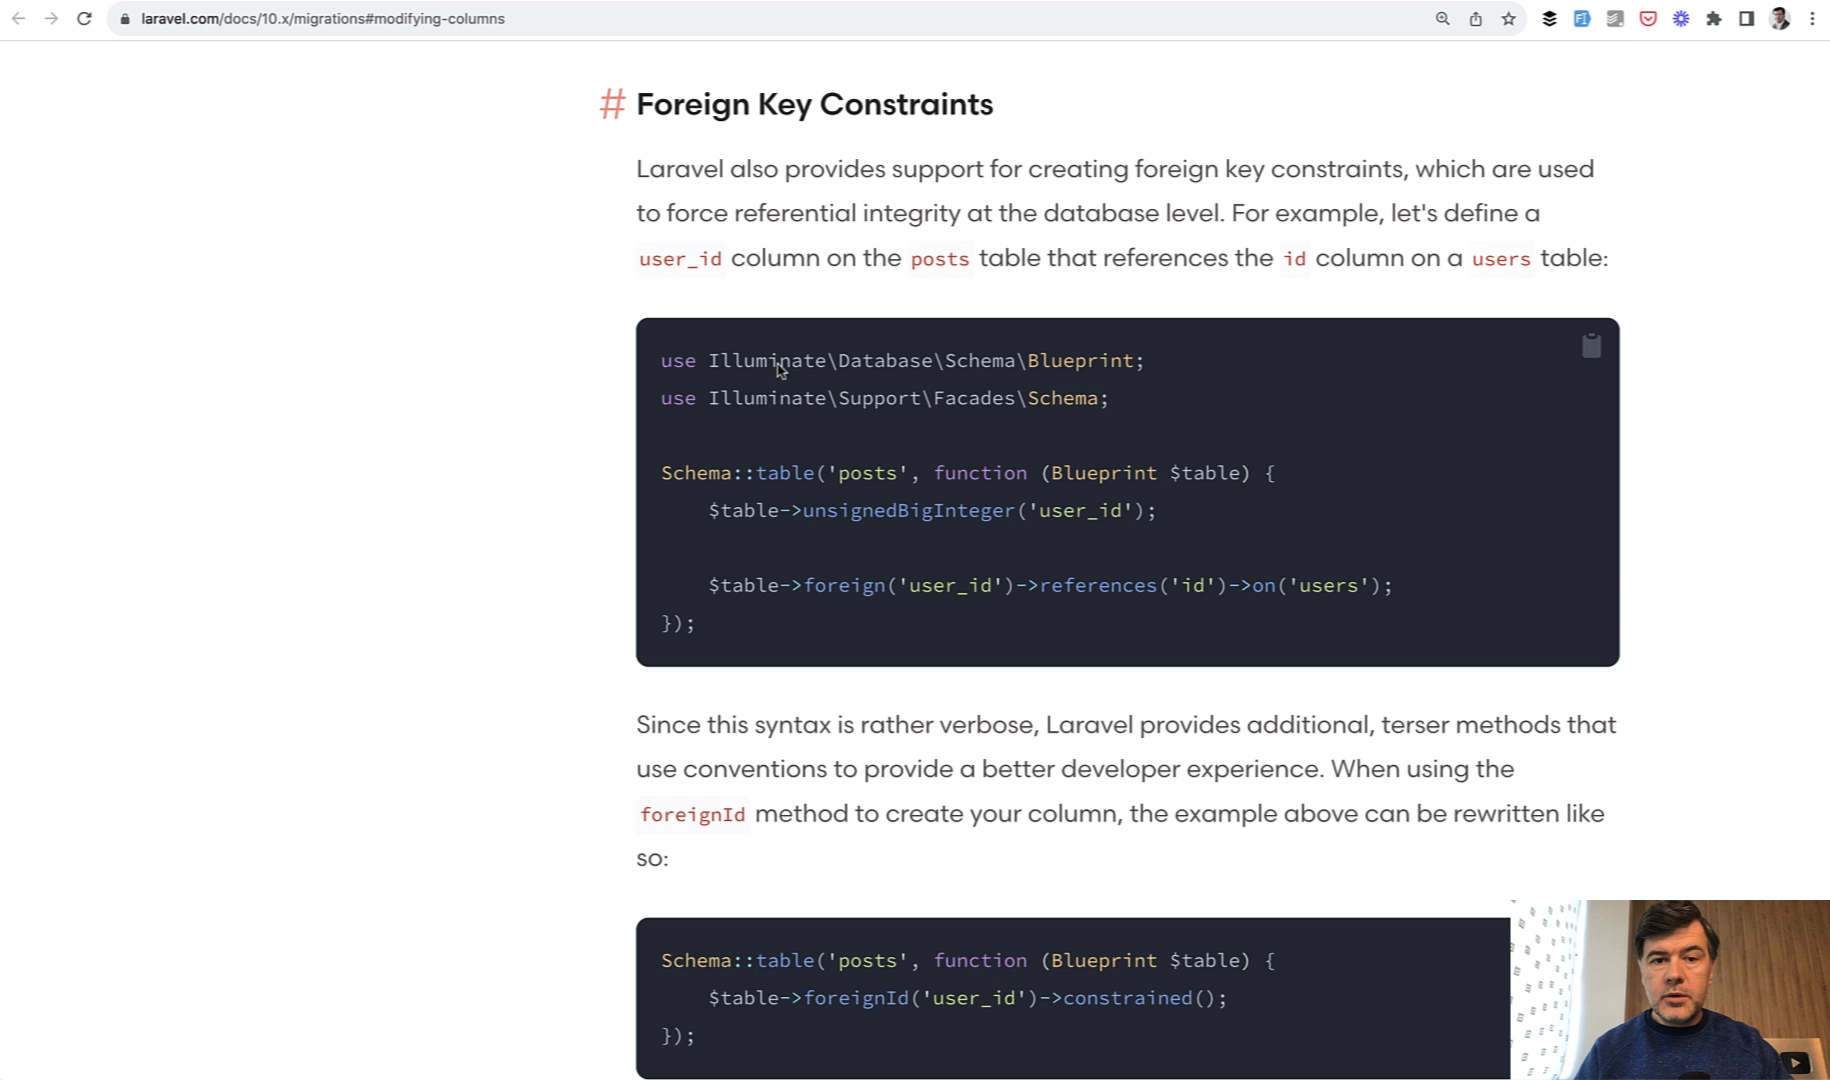 laravel.com/docs/10.x/migrations#modifying-columns
# Foreign Key Constraints
Laravel also provides support for creating foreign key constraints, which are used
to force referential integrity at the database level. For example, let's define a
user_id column on the posts table that references the id column on a users table:
use Illuminate\Database\Schema\Blueprint;
use Illuminate\Support\Facades\Schema;
Schema::table('posts', function (Blueprint $table) {
$table->unsignedBigInteger('user_id');
$table->foreign('user_id')->references('id')->on('users');
});
Since this syntax is rather verbose, Laravel provides additional, terser methods that
use conventions to provide a better developer experience. When using the
foreignId method to create your column, the example above can be rewritten like
so:
Schema::table('posts', function (Blueprint $table) {
$table->foreignId('user_id')->constrained();
});